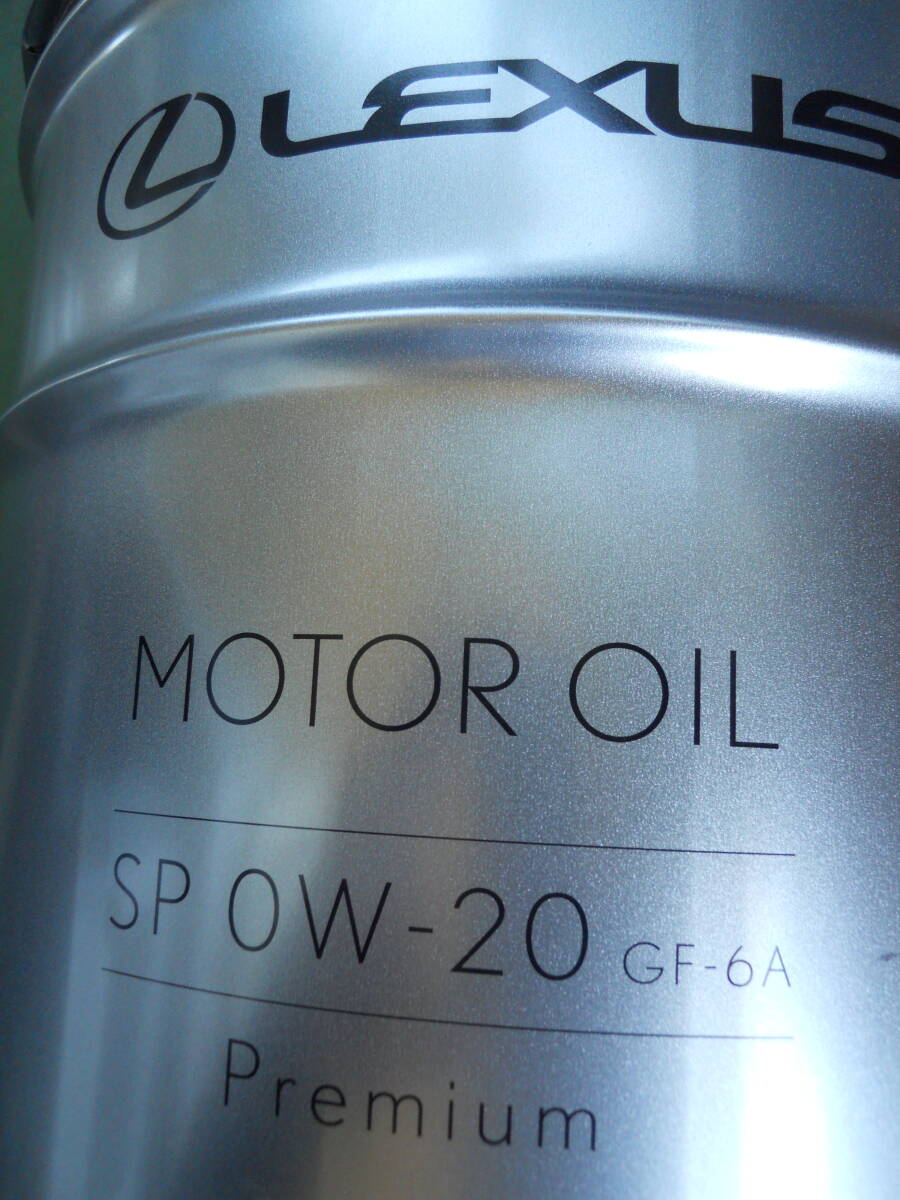 LEXUS
MOTOR OIL
SP 0W-20 GF-6A
Premium